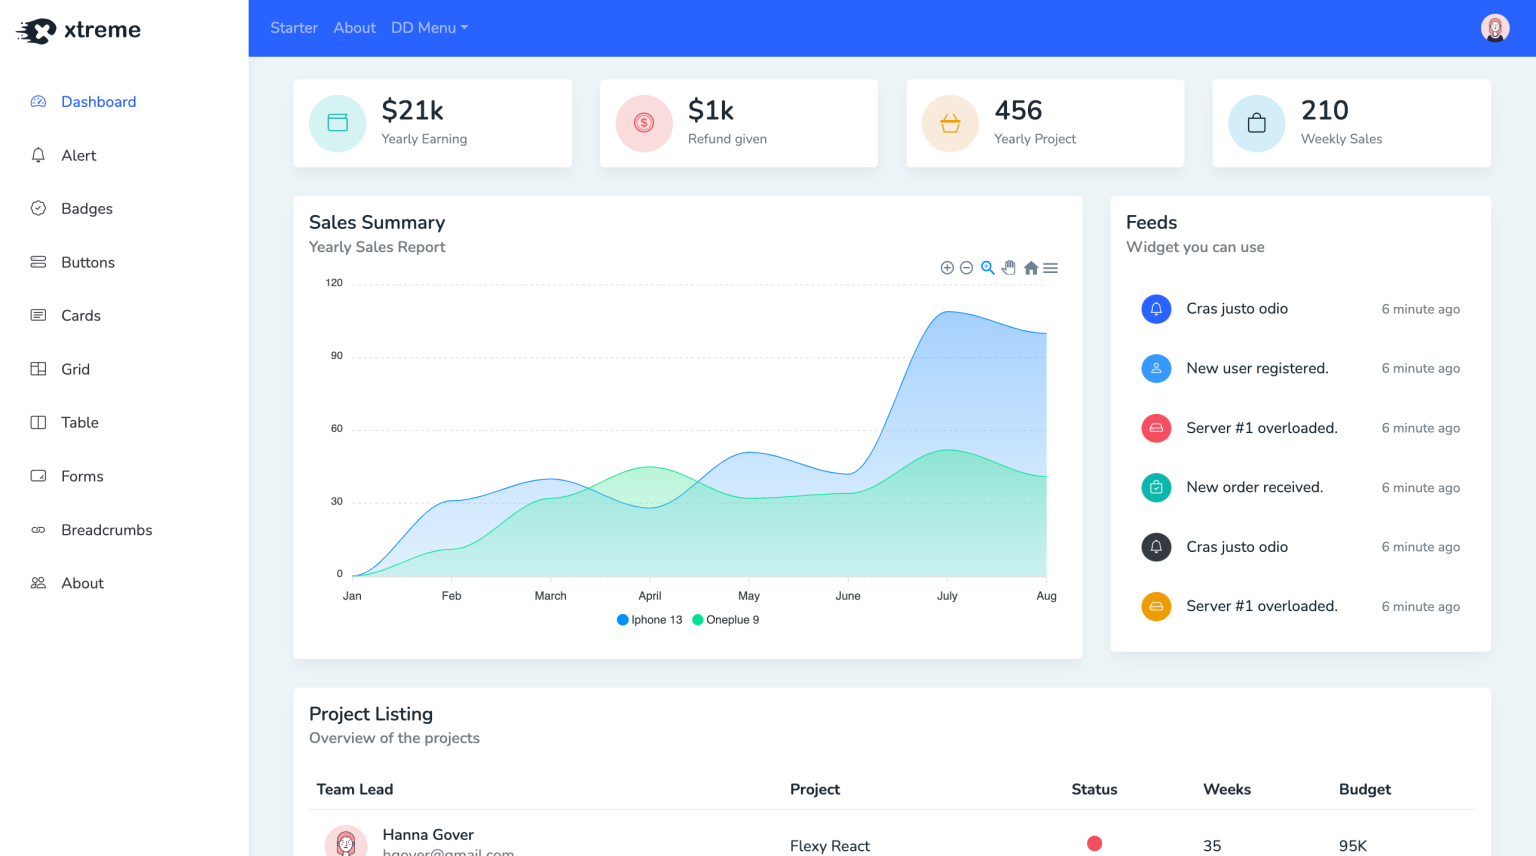 xtreme
Starter About DD Menu
Dashboard
Alert
Badges
Buttons
Cards
Grid
Table
Forms
Breadcrumbs
About
$21k
Yearly Earning
$1k
Refund given
456
Yearly Project
210
Weekly Sales
Sales Summary
Yearly Sales Report
120
90
60
30
0
Jan Feb March April May June July Aug
Iphone 13 Oneplue 9
Feeds
Widget you can use
Cras justo odio 6 minute ago
New user registered. 6 minute ago
Server #1 overloaded. 6 minute ago
New order received. 6 minute ago
Cras justo odio 6 minute ago
Server #1 overloaded. 6 minute ago
Project Listing
Overview of the projects
Team Lead Project Status Weeks Budget
Hanna Gover
hgover@gmail.com
Flexy React 35 95K